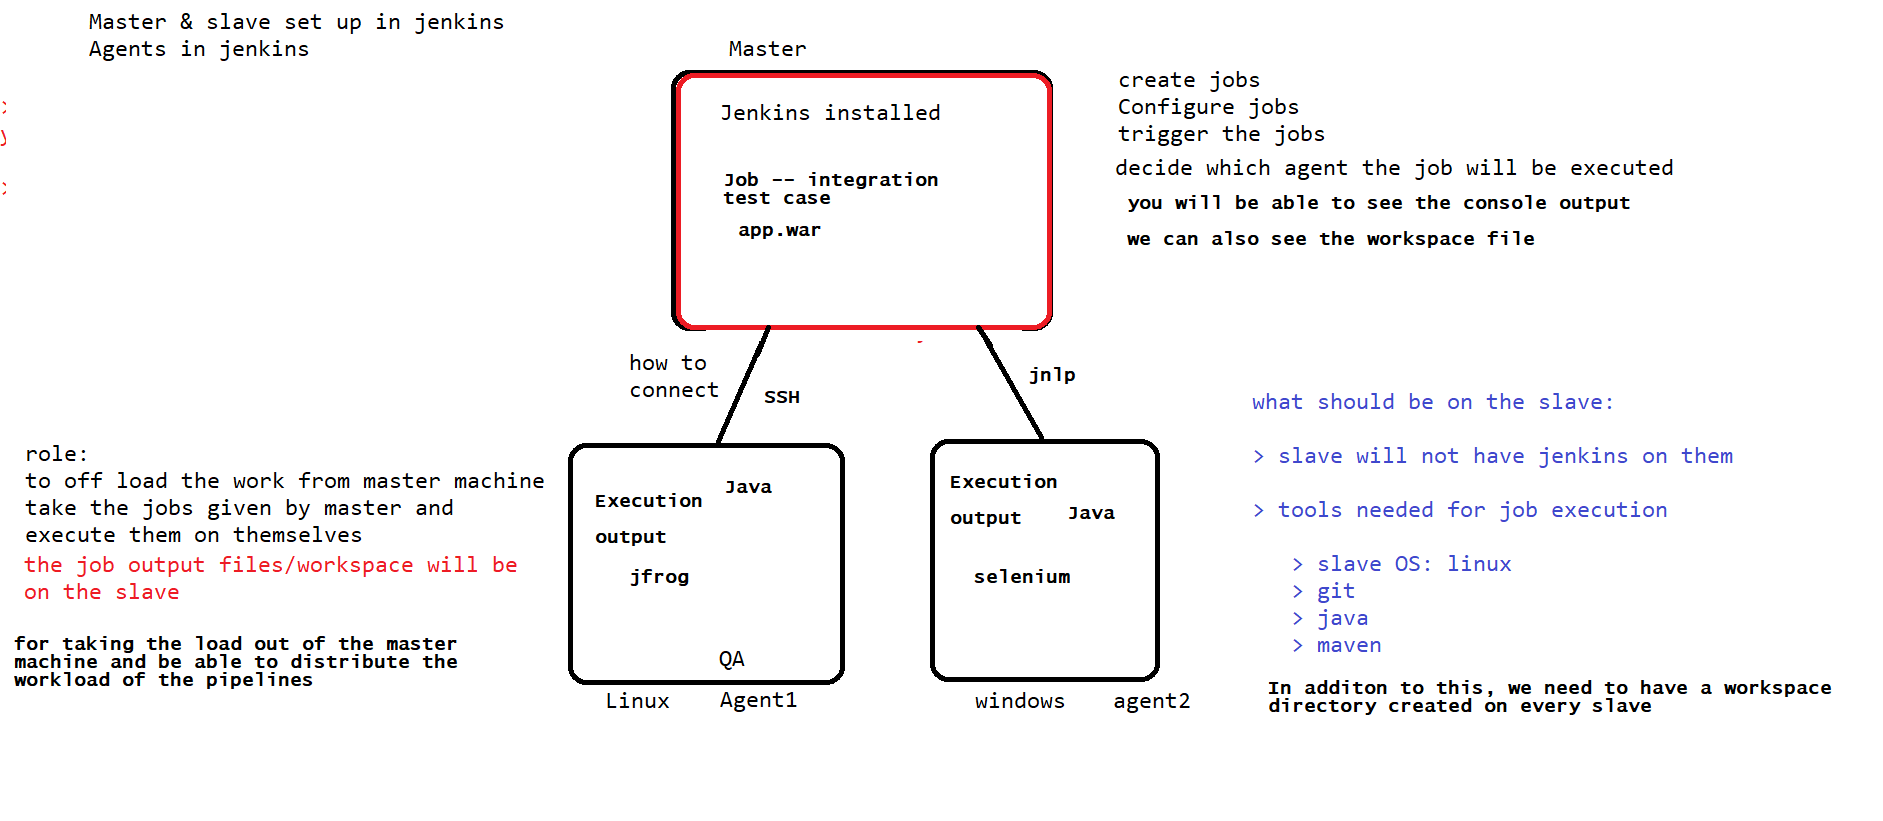 Master & slave set up in jenkins
Agents in jenkins
Master
Jenkins installed
Job -- integration
test case
app.war
create jobs
Configure jobs
trigger the jobs
decide which agent the job will be executed
you will be able to see the console output
we can also see the workspace file
how to
connect
SSH
jnlp
role:
to off load the work from master machine
take the jobs given by master and
execute them on themselves
the job output files/workspace will be
on the slave
for taking the load out of the master
machine and be able to distribute the
workload of the pipelines
Java
Execution
output
jfrog
QA
Linux
Agent1
Execution
output
Java
selenium
windows
agent2
what should be on the slave:
> slave will not have jenkins on them
> tools needed for job execution
> slave OS: linux
> git
> java
> maven
In additon to this, we need to have a workspace
directory created on every slave